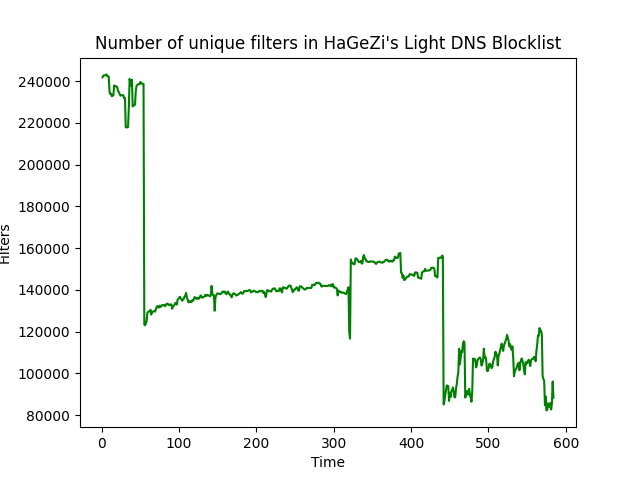 Number of unique filters in HaGeZi's Light DNS Blocklist
240000
220000
200000
180000
160000
140000
120000
100000
80000
Filters
0 100 200 300 400 500 600
Time